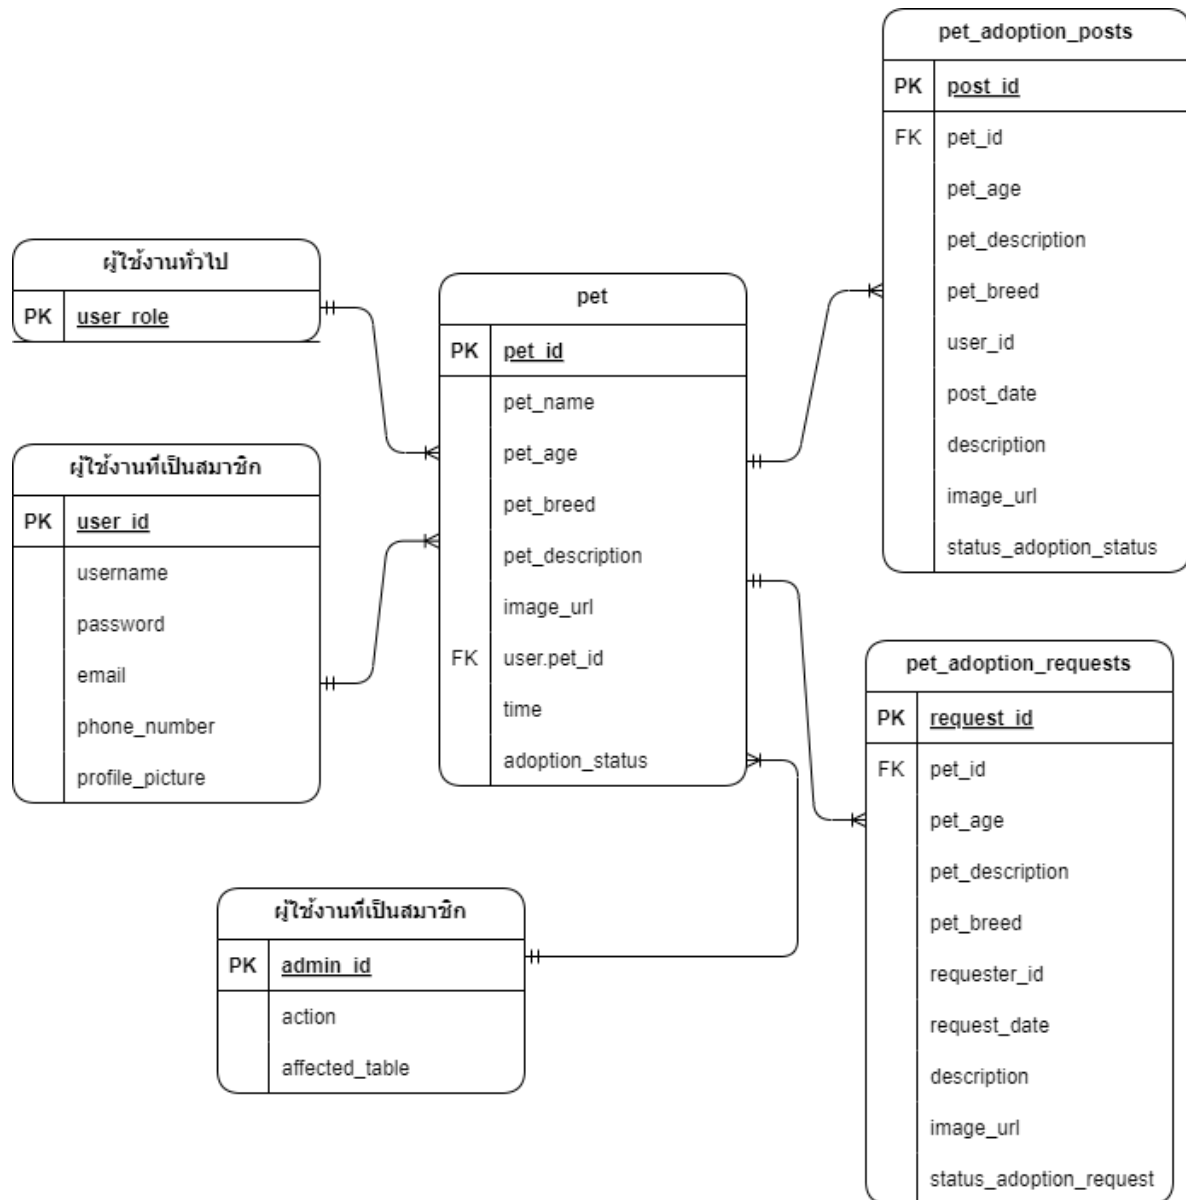 pet_adoption_posts
PK post_id
FK pet_id
pet_age
pet_description
pet_breed
user_id
post_date
description
image_url
status_adoption_status
ผู้ใช้งานทั่วไป
PK user_role
ผู้ใช้งานที่เป็นสมาชิก
PK user_id
username
password
email
phone_number
profile_picture
pet
PK pet_id
pet_name
pet_age
pet_breed
pet_description
image_url
FK user.pet_id
time
adoption_status
pet_adoption_requests
PK request_id
FK pet_id
pet_age
pet_description
pet_breed
requester_id
request_date
description
image_url
status_adoption_request
ผู้ใช้งานที่เป็นสมาชิก
PK admin_id
action
affected_table